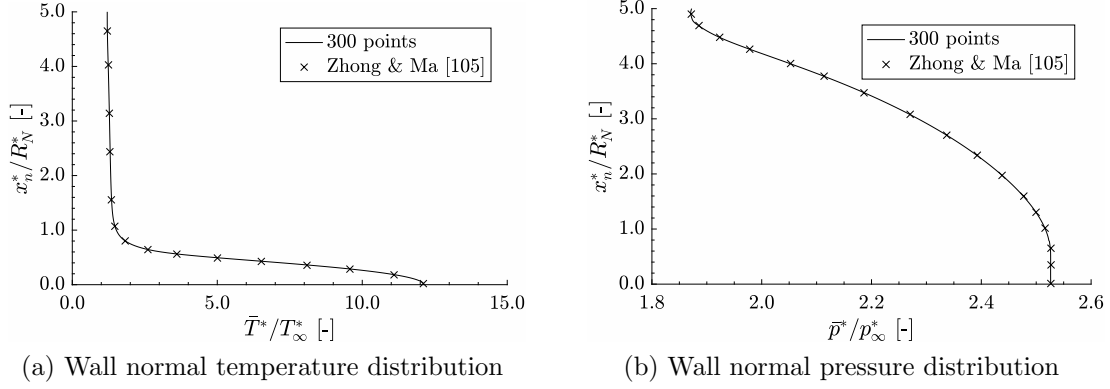 5.0
4.0
3.0
2.0
1.0
0.0
x*n/R*N [-]
300 points
Zhong & Ma [105]
0.0 5.0 10.0 15.0
T̄*/T*∞ [-]
(a) Wall normal temperature distribution
5.0
4.0
3.0
2.0
1.0
0.0
x*n/R*N [-]
300 points
Zhong & Ma [105]
1.8 2.0 2.2 2.4 2.6
p̄*/p*∞ [-]
(b) Wall normal pressure distribution